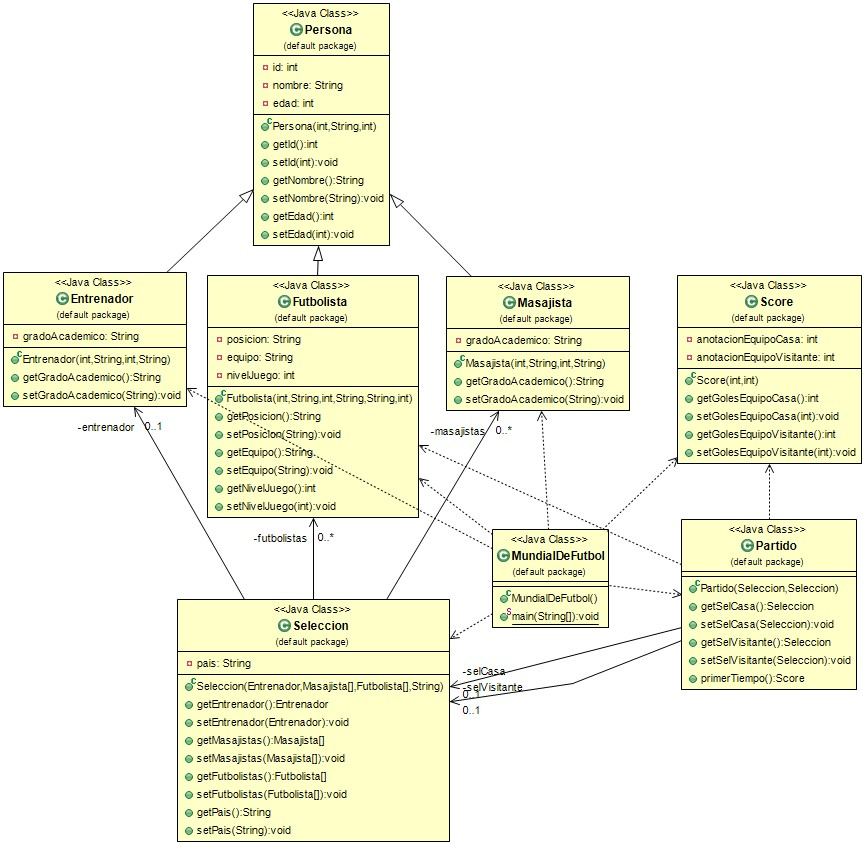 <<Java Class>>
Persona
(default package)
id: int
nombre: String
edad: int
Persona(int,String,int)
getId():int
setId(int):void
getNombre():String
setNombre(String):void
getEdad():int
setEdad(int):void
<<Java Class>>
Entrenador
(default package)
gradoAcademico: String
Entrenador(int,String,int,String)
getGradoAcademico():String
setGradoAcademico(String):void
<<Java Class>>
Futbolista
(default package)
posicion: String
equipo: String
nivelJuego: int
Futbolista(int,String,int,String,String,int)
getPosicion():String
setPosicion(String):void
getEquipo():String
setEquipo(String):void
getNivelJuego():int
setNivelJuego(int):void
<<Java Class>>
Masajista
(default package)
gradoAcademico: String
Masajista(int,String,int,String)
getGradoAcademico():String
setGradoAcademico(String):void
<<Java Class>>
Score
(default package)
anotacionEquipoCasa: int
anotacionEquipoVisitante: int
Score(int,int)
getGolesEquipoCasa():int
setGolesEquipoCasa(int):void
getGolesEquipoVisitante():int
setGolesEquipoVisitante(int):void
-entrenador 0..1
-masajistas 0..*
-futbolistas 0..*
<<Java Class>>
MundialDeFutbol
(default package)
MundialDeFutbol()
main(String[]):void
<<Java Class>>
Partido
(default package)
Partido(Seleccion,Seleccion)
getSelCasa():Seleccion
setSelCasa(Seleccion):void
getSelVisitante():Seleccion
setSelVisitante(Seleccion):void
primerTiempo():Score
<<Java Class>>
Seleccion
(default package)
pais: String
Seleccion(Entrenador,Masajista[],Futbolista[],String)
getEntrenador():Entrenador
setEntrenador(Entrenador):void
getMasajistas():Masajista[]
setMasajistas(Masajista[]):void
getFutbolistas():Futbolista[]
setFutbolistas(Futbolista[]):void
getPais():String
setPais(String):void
-selCasa
-selVisitante
0..1
0..1